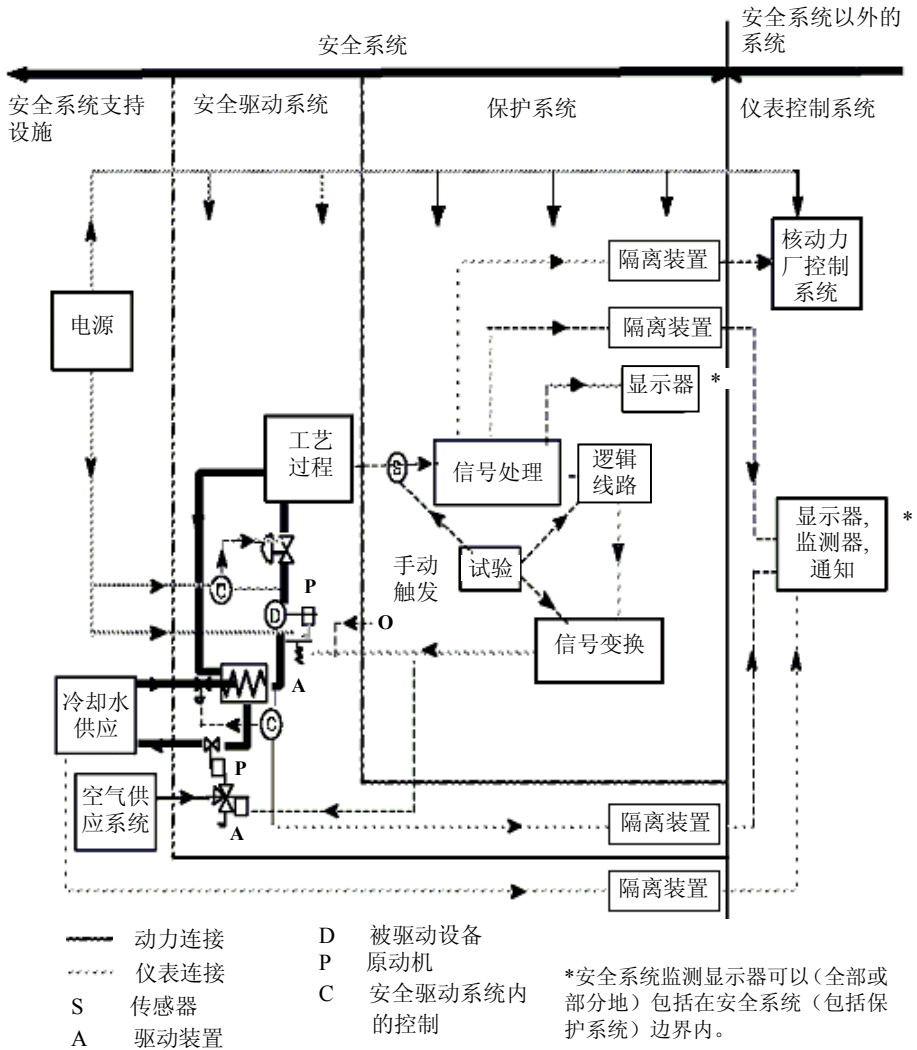 安全系统
安全系统以外的
系统
安全系统支持
设施
安全驱动系统
保护系统
仪表控制系统
隔离装置
核动力
厂控制
系统
电源
隔离装置
显示器 *
工艺
过程
S
信号处理
逻辑
线路
显示器,
监测器,
通知
*
手动
触发
试验
C
P
D
O
信号变换
A
冷却水
供应
C
P
空气供
应系统
A
隔离装置
隔离装置
动力连接
仪表连接
S 传感器
A 驱动装置
D 被驱动设备
P 原动机
C 安全驱动系统内
的控制
*安全系统监测显示器可以（全部或
部分地）包括在安全系统（包括保
护系统）边界内。